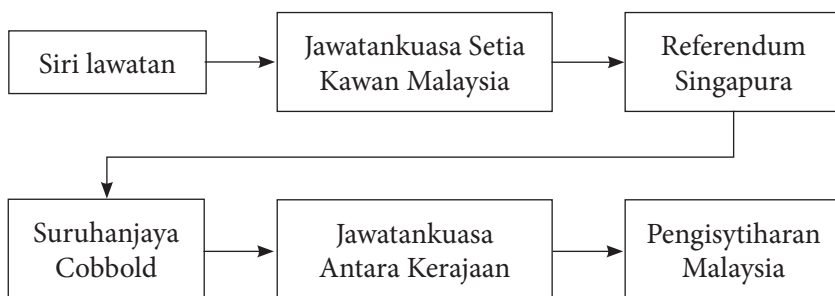 Siri lawatan
Jawatankuasa Setia
Kawan Malaysia
Referendum
Singapura
Suruhanjaya
Cobbold
Jawatankuasa
Antara Kerajaan
Pengisytiharan
Malaysia